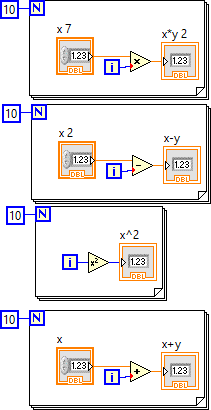 10 N
x 7 x*y 2
1.23 × 1.23
DBL i DBL
10 N
x 2 x-y
1.23 − 1.23
DBL i DBL
10 N
x^2
i x² 1.23
DBL
10 N
x x+y
1.23 + 1.23
DBL i DBL